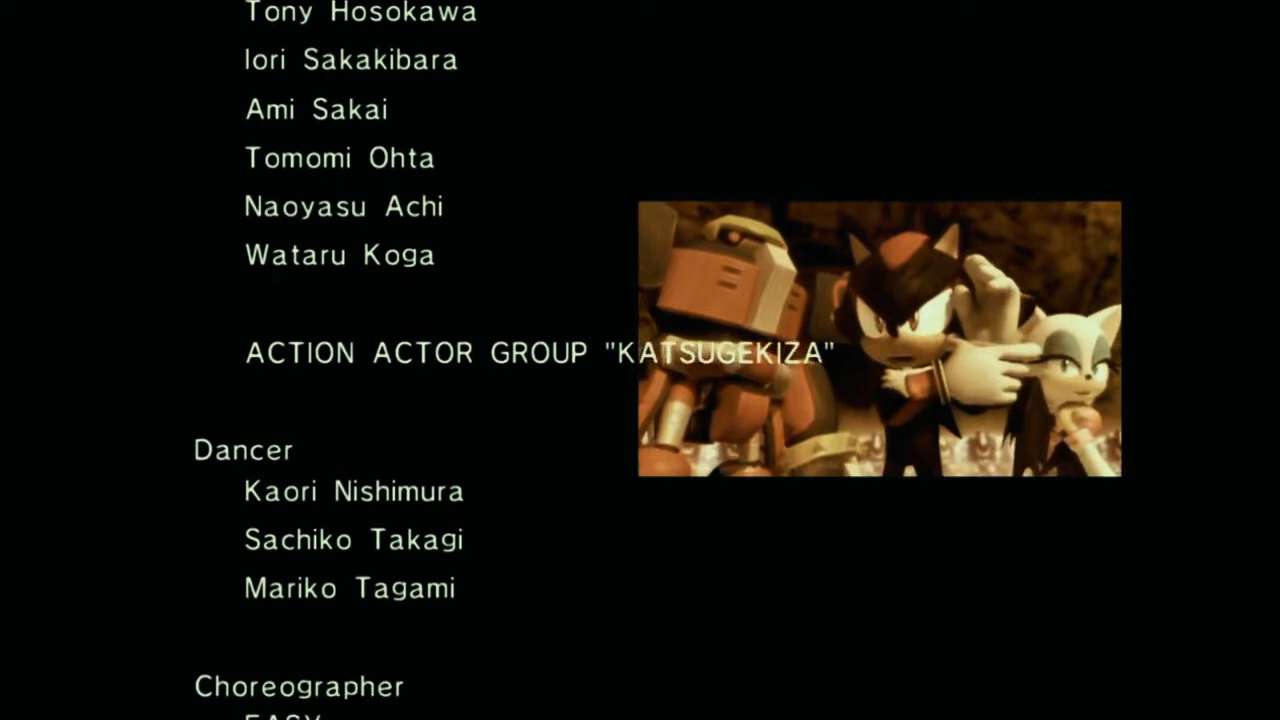 Tony Hosokawa
Iori Sakakibara
Ami Sakai
Tomomi Ohta
Naoyasu Achi
Wataru Koga
ACTION ACTOR GROUP "KATSUGEKIZA"
Dancer
Kaori Nishimura
Sachiko Takagi
Mariko Tagami
Choreographer
EASY